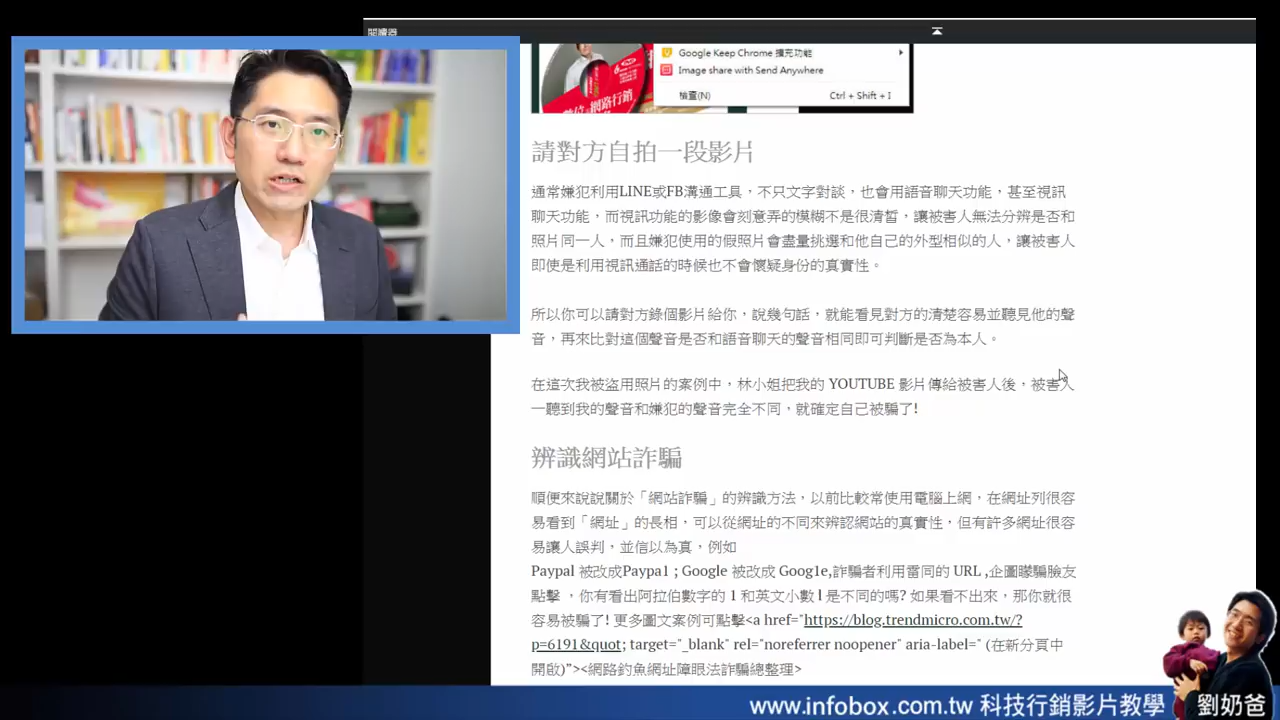 閱讀器
Google Keep Chrome 擴充功能
Image share with Send Anywhere
檢查(N) Ctrl + Shift + I
請對方自拍一段影片
通常嫌犯利用LINE或FB溝通工具，不只文字對談，也會用語音聊天功能，甚至視訊
聊天功能，而視訊功能的影像會刻意弄的模糊不是很清晢，讓被害人無法分辨是否和
照片同一人，而且嫌犯使用的假照片會盡量挑選和他自己的外型相似的人，讓被害人
即使是利用視訊通話的時候也不會懷疑身份的真實性。
所以你可以請對方錄個影片給你，說幾句話，就能看見對方的清楚容易並聽見他的聲
音，再來比對這個聲音是否和語音聊天的聲音相同即可判斷是否為本人。
在這次我被盜用照片的案例中，林小姐把我的 YOUTUBE 影片傳給被害人後，被害人
一聽到我的聲音和嫌犯的聲音完全不同，就確定自己被騙了!
辨識網站詐騙
順便來說說關於「網站詐騙」的辨識方法，以前比較常使用電腦上網，在網址列很容
易看到「網址」的長相，可以從網址的不同來辨認網站的真實性，但有許多網址很容
易讓人誤判，並信以為真，例如
Paypal 被改成Paypa1 ; Google 被改成 Goog1e,詐騙者利用雷同的 URL ,企圖矇騙臉友
點擊 ，你有看出阿拉伯數字的 1 和英文小數 l 是不同的嗎? 如果看不出來，那你就很
容易被騙了! 更多圖文案例可點擊<a href="https://blog.trendmicro.com.tw/?
p=6191&quot; target="_blank" rel="noreferrer noopener" aria-label=" (在新分頁中
開啟)”><網路釣魚網址障眼法詐騙總整理>
www.infobox.com.tw 科技行銷影片教學
劉奶爸